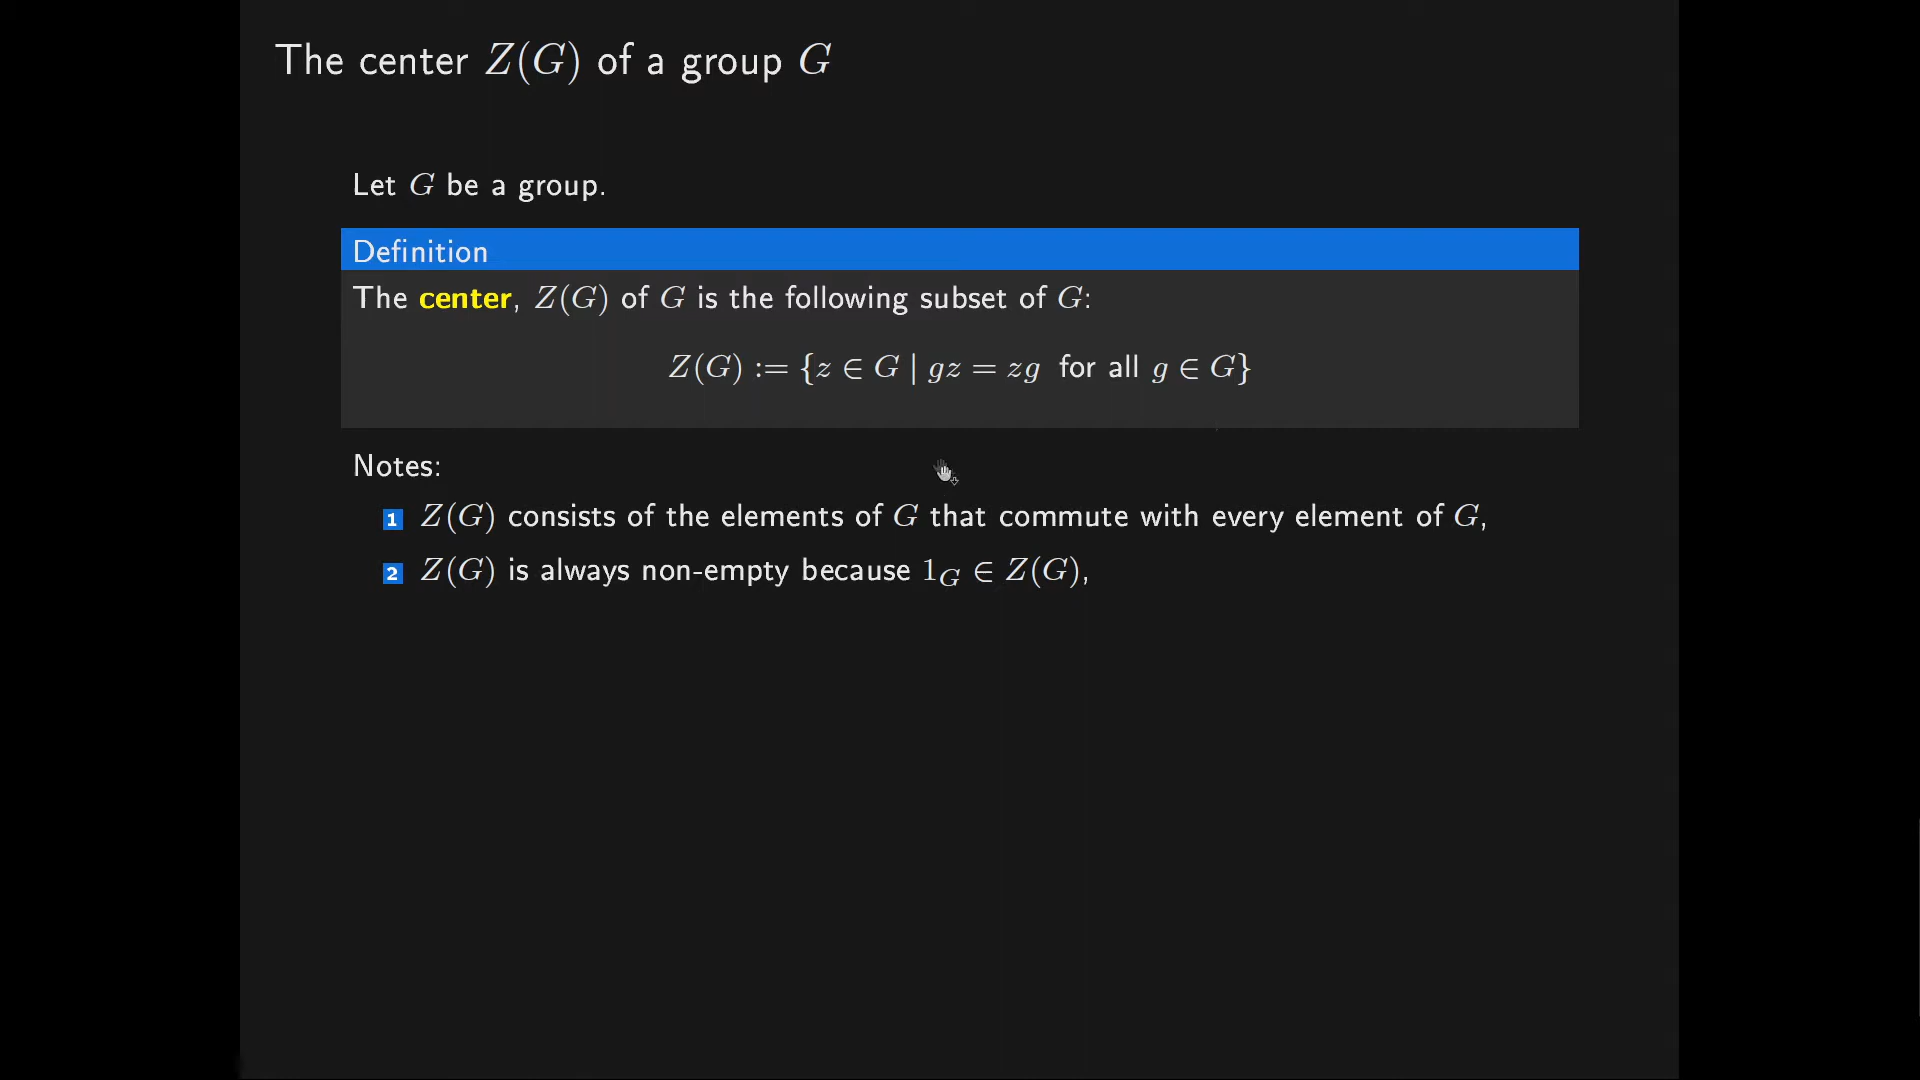 The center Z(G) of a group G
Let G be a group.
Definition
The center, Z(G) of G is the following subset of G:
Z(G) := {z ∈ G | gz = zg for all g ∈ G}
Notes:
1 Z(G) consists of the elements of G that commute with every element of G,
2 Z(G) is always non-empty because 1_G ∈ Z(G),